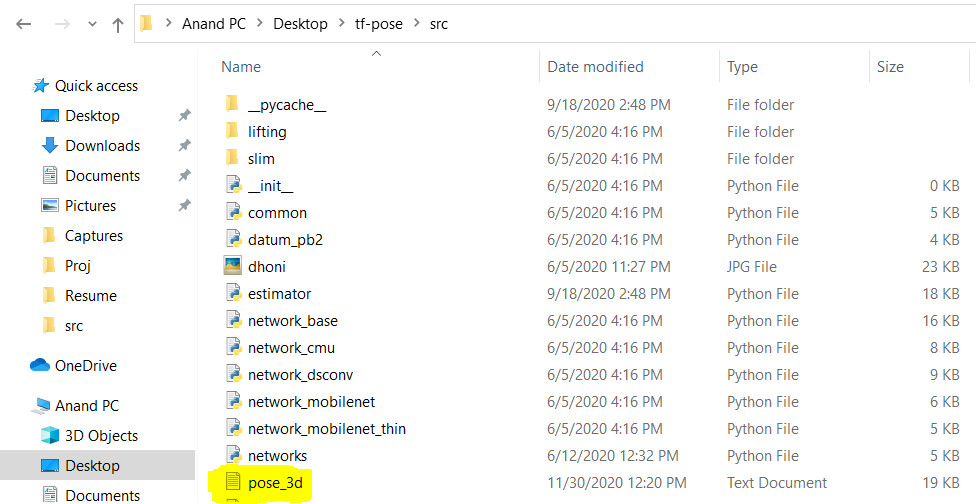 Anand PC > Desktop > tf-pose > src
Name Date modified Type Size
Quick access
Desktop
Downloads
Documents
Pictures
Captures
Proj
Resume
src
OneDrive
Anand PC
3D Objects
Desktop
Documents
__pycache__ 9/18/2020 2:48 PM File folder
lifting 6/5/2020 4:16 PM File folder
slim 6/5/2020 4:16 PM File folder
__init__ 6/5/2020 4:16 PM Python File 0 KB
common 6/5/2020 4:16 PM Python File 5 KB
datum_pb2 6/5/2020 4:16 PM Python File 4 KB
dhoni 6/5/2020 11:27 PM JPG File 23 KB
estimator 9/18/2020 2:48 PM Python File 18 KB
network_base 6/5/2020 4:16 PM Python File 16 KB
network_cmu 6/5/2020 4:16 PM Python File 8 KB
network_dsconv 6/5/2020 4:16 PM Python File 9 KB
network_mobilenet 6/5/2020 4:16 PM Python File 6 KB
network_mobilenet_thin 6/5/2020 4:16 PM Python File 5 KB
networks 6/12/2020 12:32 PM Python File 5 KB
pose_3d 11/30/2020 12:20 PM Text Document 19 KB